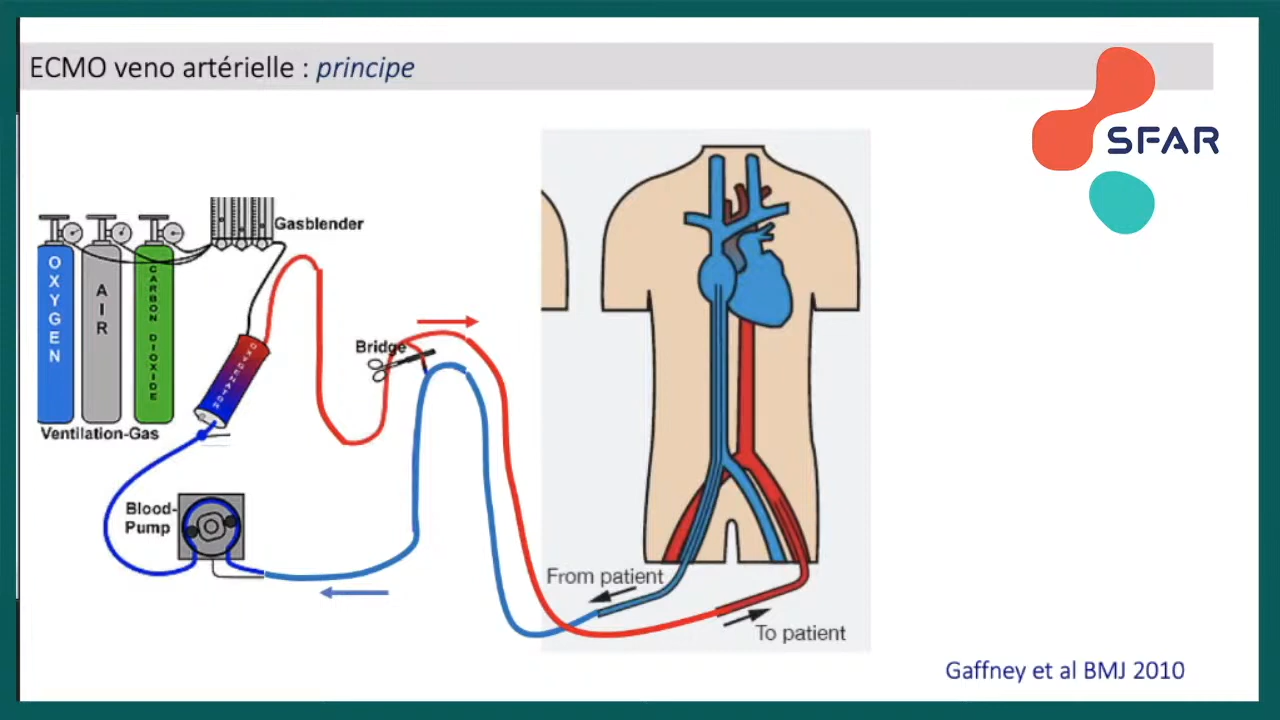 ECMO veno artérielle : principe
SFAR
Gasblender
OXYGEN
AIR
CARBON DIOXIDE
OXYGENATOR
Ventilation-Gas
Bridge
Blood-
Pump
From patient
To patient
Gaffney et al BMJ 2010